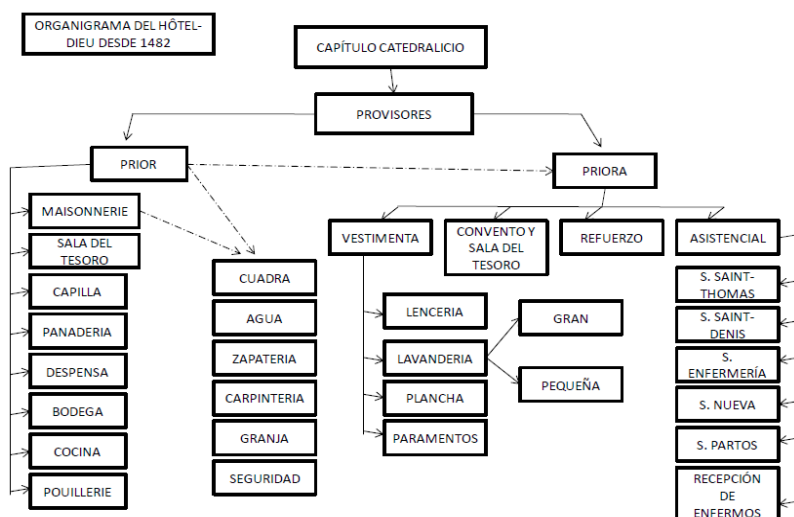 ORGANIGRAMA DEL HÔTEL-
DIEU DESDE 1482
CAPÍTULO CATEDRALICIO
PROVISORES
PRIOR
PRIORA
MAISONNERIE
SALA DEL
TESORO
CAPILLA
PANADERIA
DESPENSA
BODEGA
COCINA
POUILLERIE
CUADRA
AGUA
ZAPATERIA
CARPINTERIA
GRANJA
SEGURIDAD
VESTIMENTA
CONVENTO Y
SALA DEL
TESORO
REFUERZO
ASISTENCIAL
LENCERIA
LAVANDERIA
PLANCHA
PARAMENTOS
GRAN
PEQUEÑA
S. SAINT-
THOMAS
S. SAINT-
DENIS
S.
ENFERMERÍA
S. NUEVA
S. PARTOS
RECEPCIÓN
DE
ENFERMOS